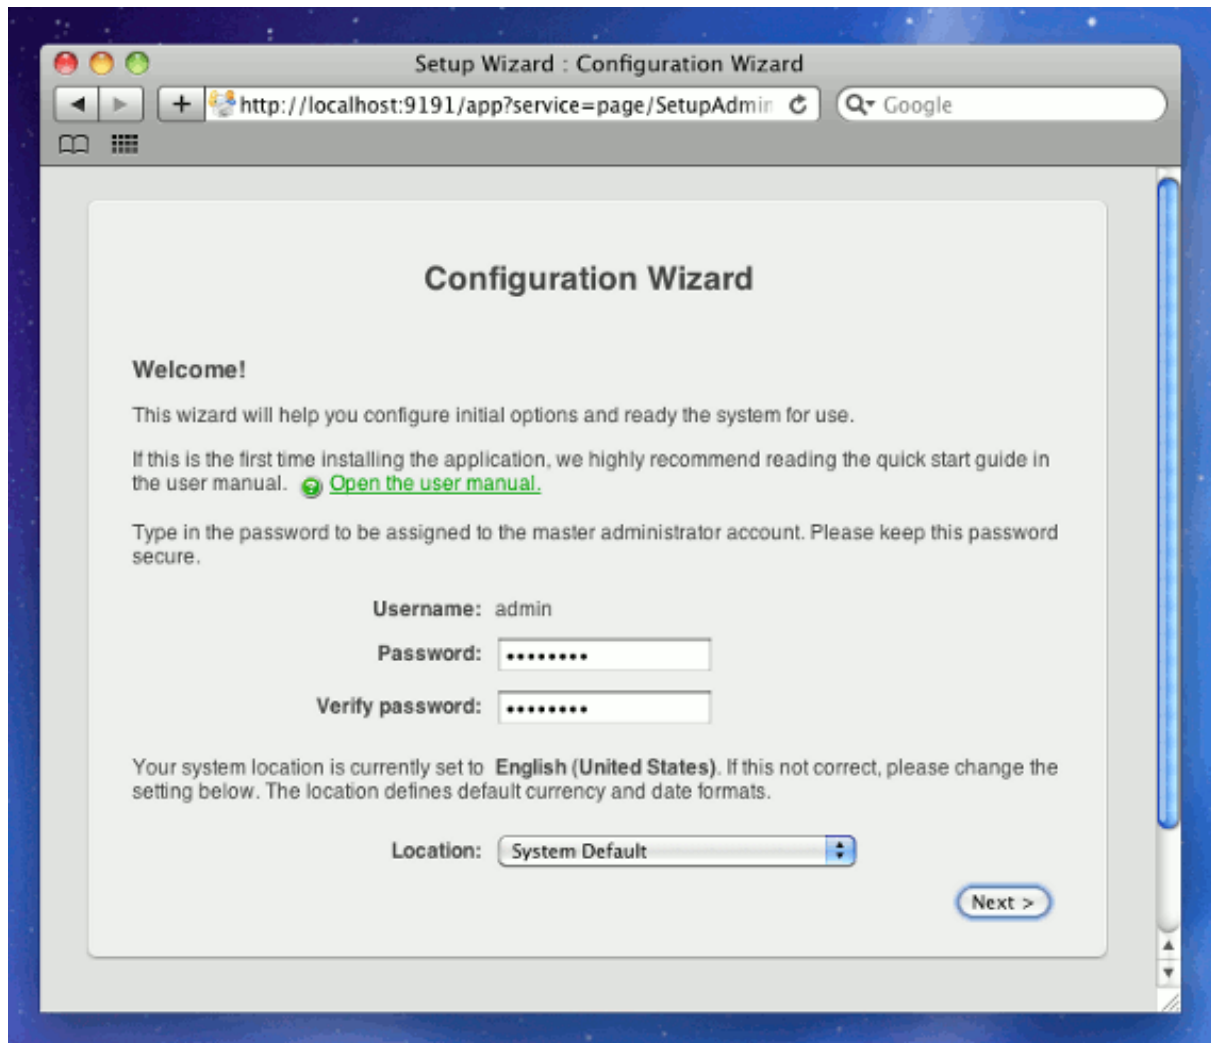 Setup Wizard : Configuration Wizard
http://localhost:9191/app?service=page/SetupAdmin
Google
Configuration Wizard
Welcome!
This wizard will help you configure initial options and ready the system for use.
If this is the first time installing the application, we highly recommend reading the quick start guide in
the user manual. Open the user manual.
Type in the password to be assigned to the master administrator account. Please keep this password
secure.
Username: admin
Password: ••••••••
Verify password: ••••••••
Your system location is currently set to English (United States). If this not correct, please change the
setting below. The location defines default currency and date formats.
Location: System Default
Next >